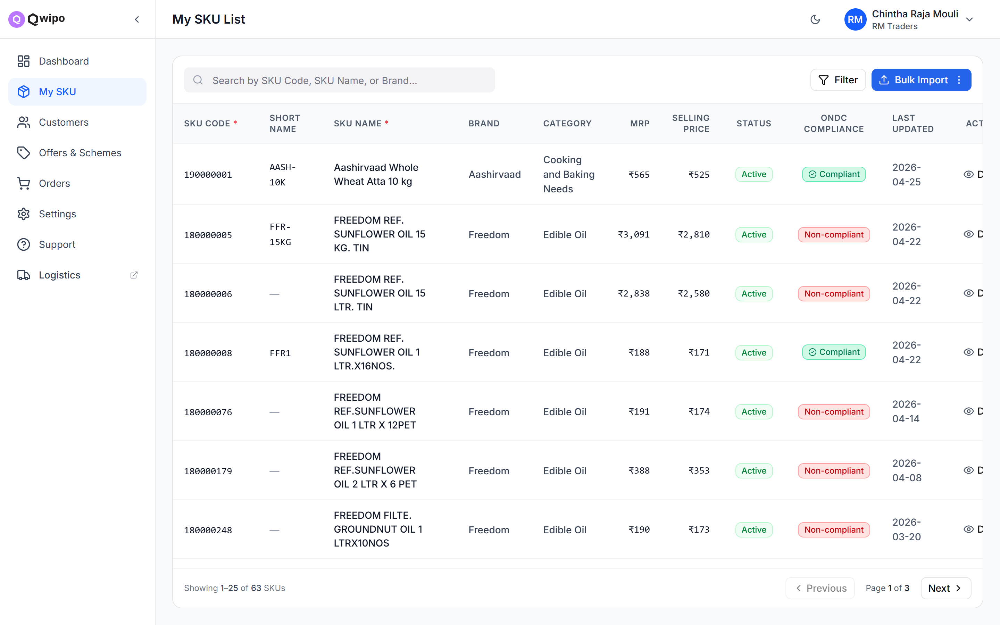 Qwipo
My SKU List
RM
Chintha Raja Mouli
RM Traders
Dashboard
My SKU
Customers
Offers & Schemes
Orders
Settings
Support
Logistics
Search by SKU Code, SKU Name, or Brand...
Filter
Bulk Import
SKU CODE *
SHORT
NAME
SKU NAME *
BRAND
CATEGORY
MRP
SELLING
PRICE
STATUS
ONDC
COMPLIANCE
LAST
UPDATED
ACT
190000001
AASH-
10K
Aashirvaad Whole
Wheat Atta 10 kg
Aashirvaad
Cooking
and Baking
Needs
₹565
₹525
Active
Compliant
2026-
04-25
D
180000005
FFR-
15KG
FREEDOM REF.
SUNFLOWER OIL 15
KG. TIN
Freedom
Edible Oil
₹3,091
₹2,810
Active
Non-compliant
2026-
04-22
D
180000006
—
FREEDOM REF.
SUNFLOWER OIL 15
LTR. TIN
Freedom
Edible Oil
₹2,838
₹2,580
Active
Non-compliant
2026-
04-22
D
180000008
FFR1
FREEDOM REF.
SUNFLOWER OIL 1
LTR.X16NOS.
Freedom
Edible Oil
₹188
₹171
Active
Compliant
2026-
04-22
D
180000076
—
FREEDOM
REF.SUNFLOWER
OIL 1 LTR X 12PET
Freedom
Edible Oil
₹191
₹174
Active
Non-compliant
2026-
04-14
D
180000179
—
FREEDOM
REF.SUNFLOWER
OIL 2 LTR X 6 PET
Freedom
Edible Oil
₹388
₹353
Active
Non-compliant
2026-
04-08
D
180000248
—
FREEDOM FILTE.
GROUNDNUT OIL 1
LTRX10NOS
Freedom
Edible Oil
₹190
₹173
Active
Non-compliant
2026-
03-20
D
Showing 1–25 of 63 SKUs
Previous
Page 1 of 3
Next